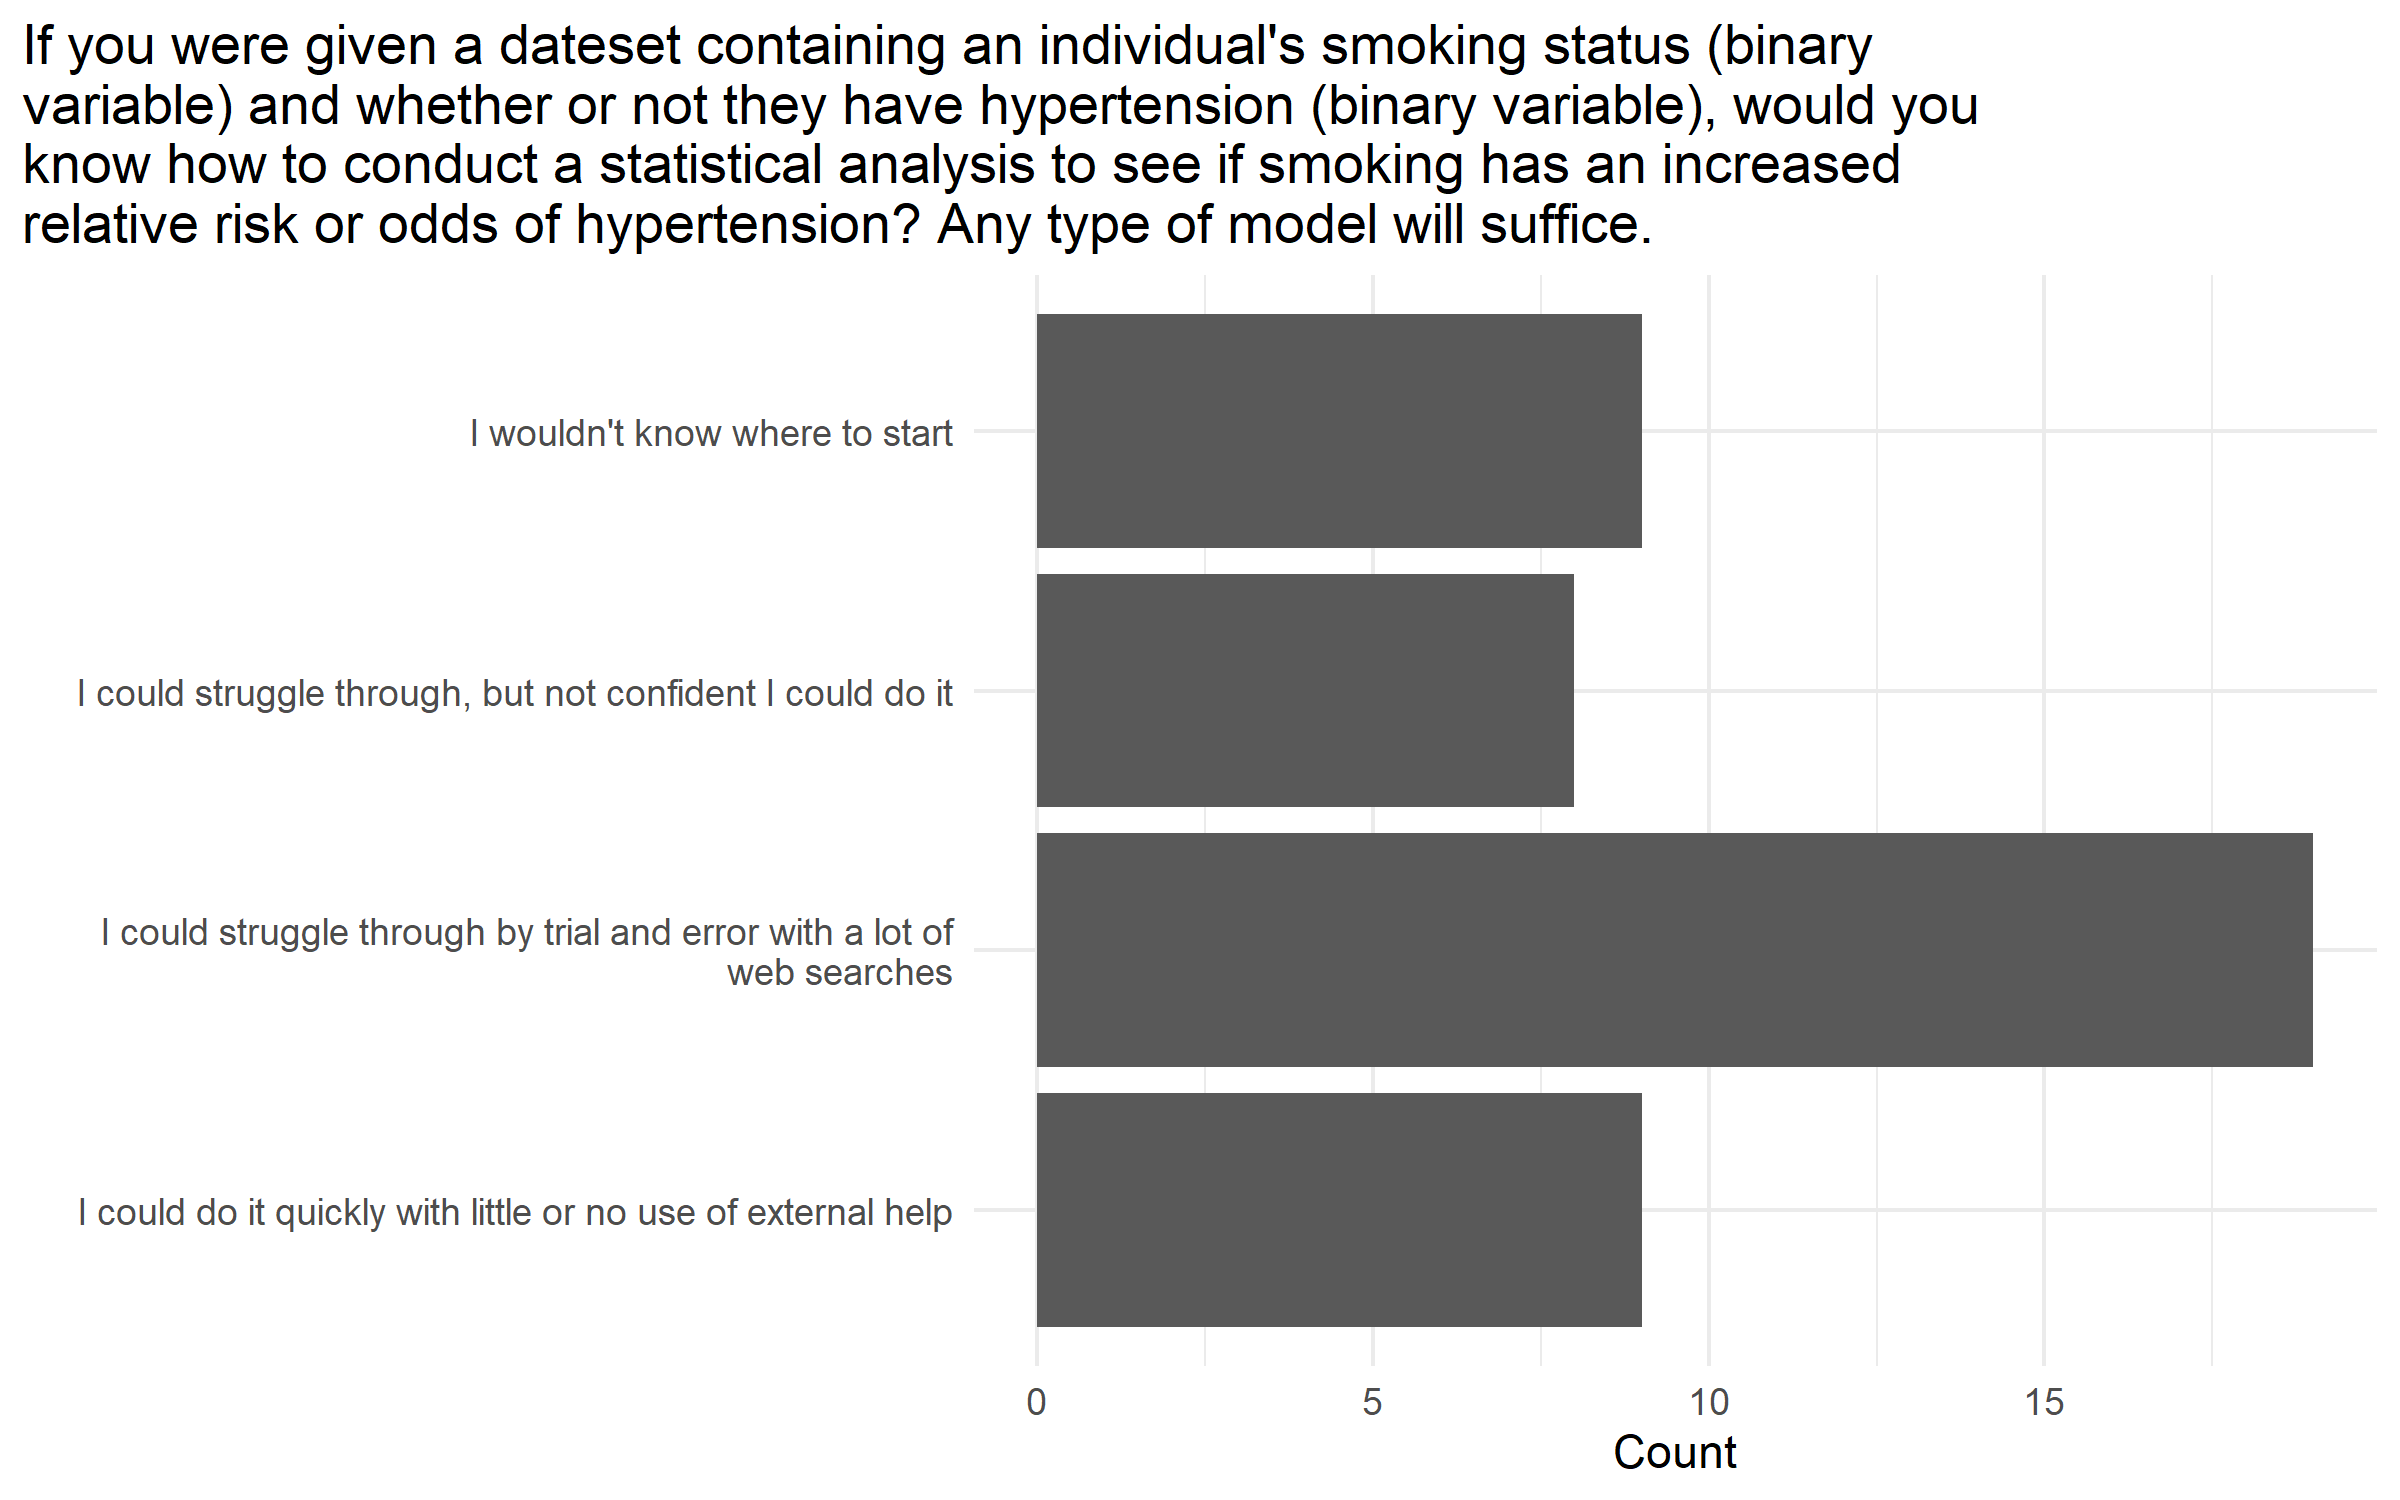 If you were given a dateset containing an individual's smoking status (binary
variable) and whether or not they have hypertension (binary variable), would you
know how to conduct a statistical analysis to see if smoking has an increased
relative risk or odds of hypertension? Any type of model will suffice.
I wouldn't know where to start
I could struggle through, but not confident I could do it
I could struggle through by trial and error with a lot of
web searches
I could do it quickly with little or no use of external help
0 5 10 15
Count